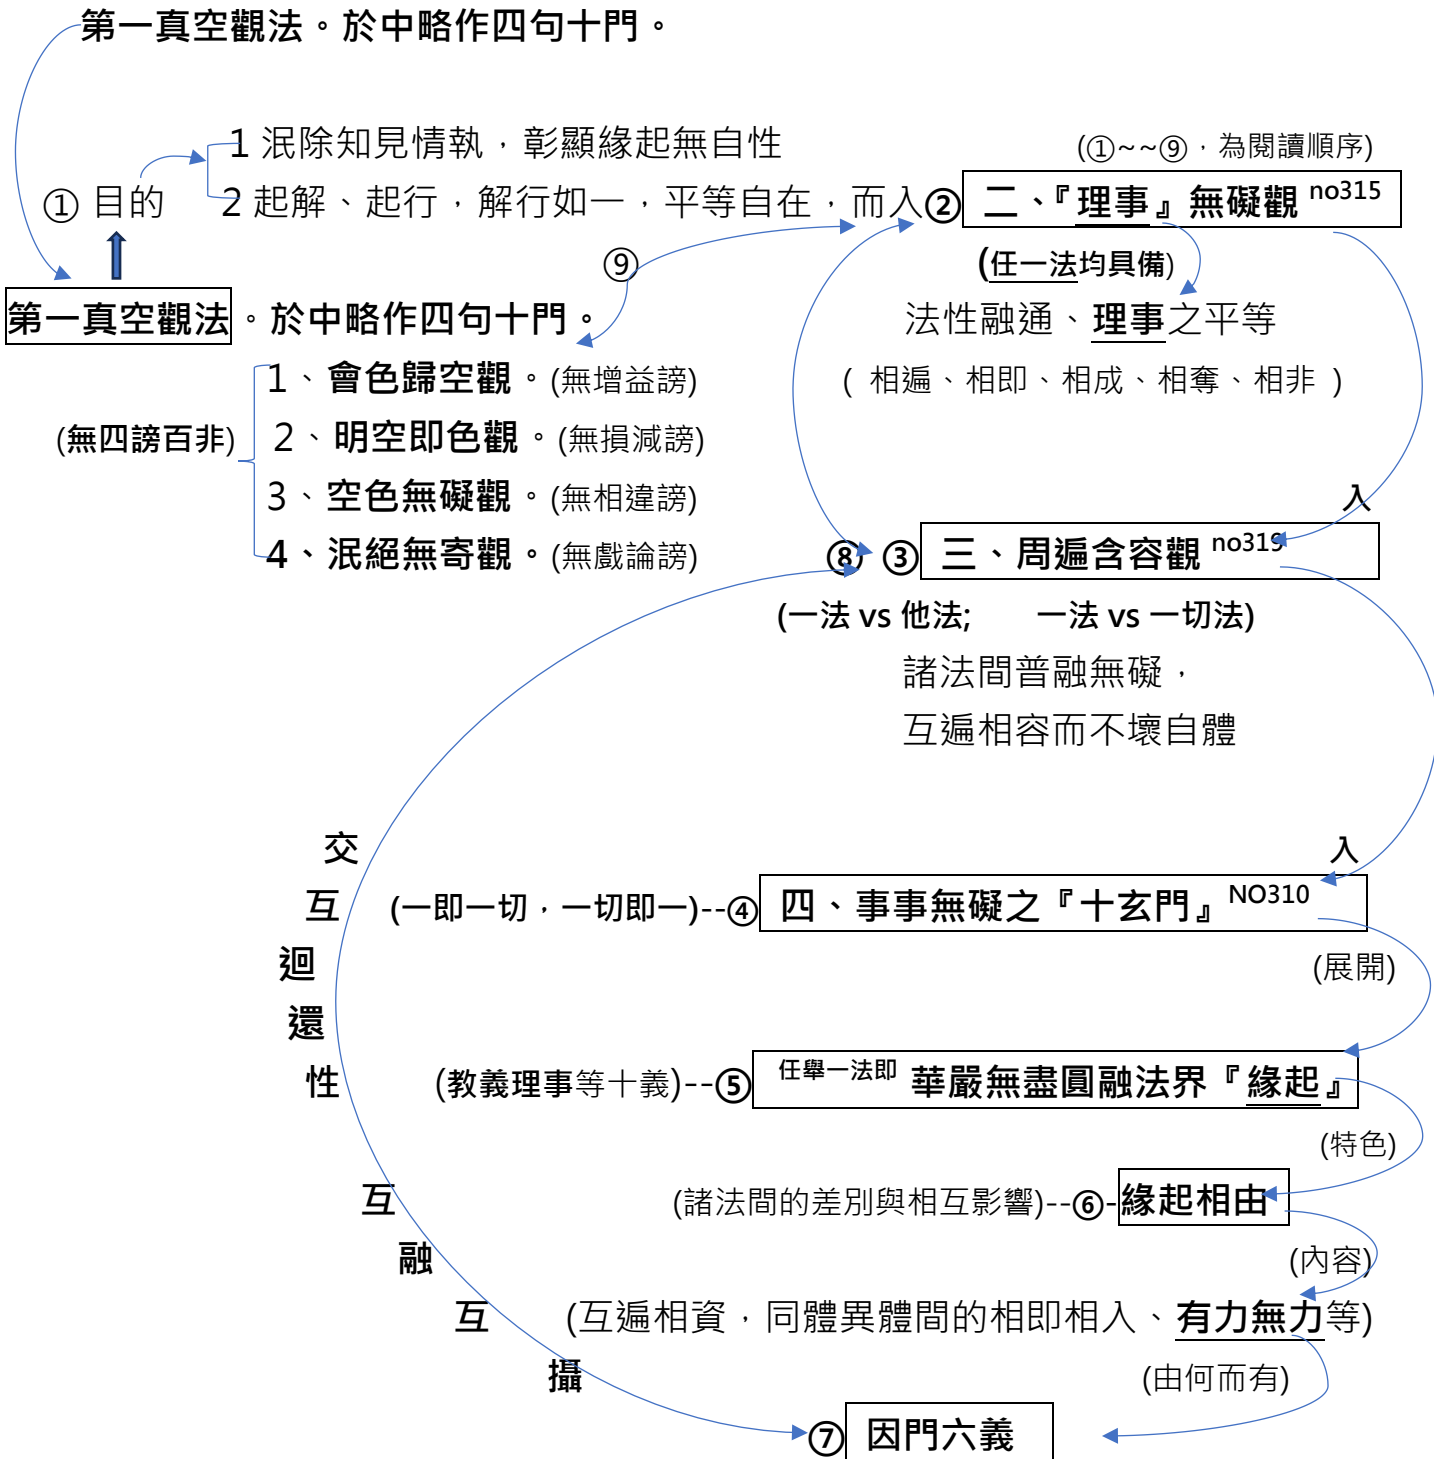 第一真空觀法。於中略作四句十門。
1 泯除知見情執，彰顯緣起無自性
(①~~⑨，為閱讀順序)
① 目的
2 起解、起行，解行如一，平等自在，而入② 二、『理事』無礙觀 no315
⑨
(任一法均具備)
第一真空觀法。於中略作四句十門。
法性融通、理事之平等
1、會色歸空觀。(無增益謗)
( 相遍、相即、相成、相奪、相非 )
(無四謗百非)
2、明空即色觀。(無損減謗)
3、空色無礙觀。(無相違謗)
入
4、泯絕無寄觀。(無戲論謗)
⑧ ③ 三、周遍含容觀 no319
(一法 vs 他法; 一法 vs 一切法)
諸法間普融無礙，
互遍相容而不壞自體
交互迴還性
入
(一即一切，一切即一)--④ 四、事事無礙之『十玄門』NO310
(展開)
(教義理事等十義)--⑤ 任舉一法即 華嚴無盡圓融法界『緣起』
(特色)
互融互攝
(諸法間的差別與相互影響)--⑥-緣起相由
(內容)
(互遍相資，同體異體間的相即相入、有力無力等)
(由何而有)
⑦ 因門六義